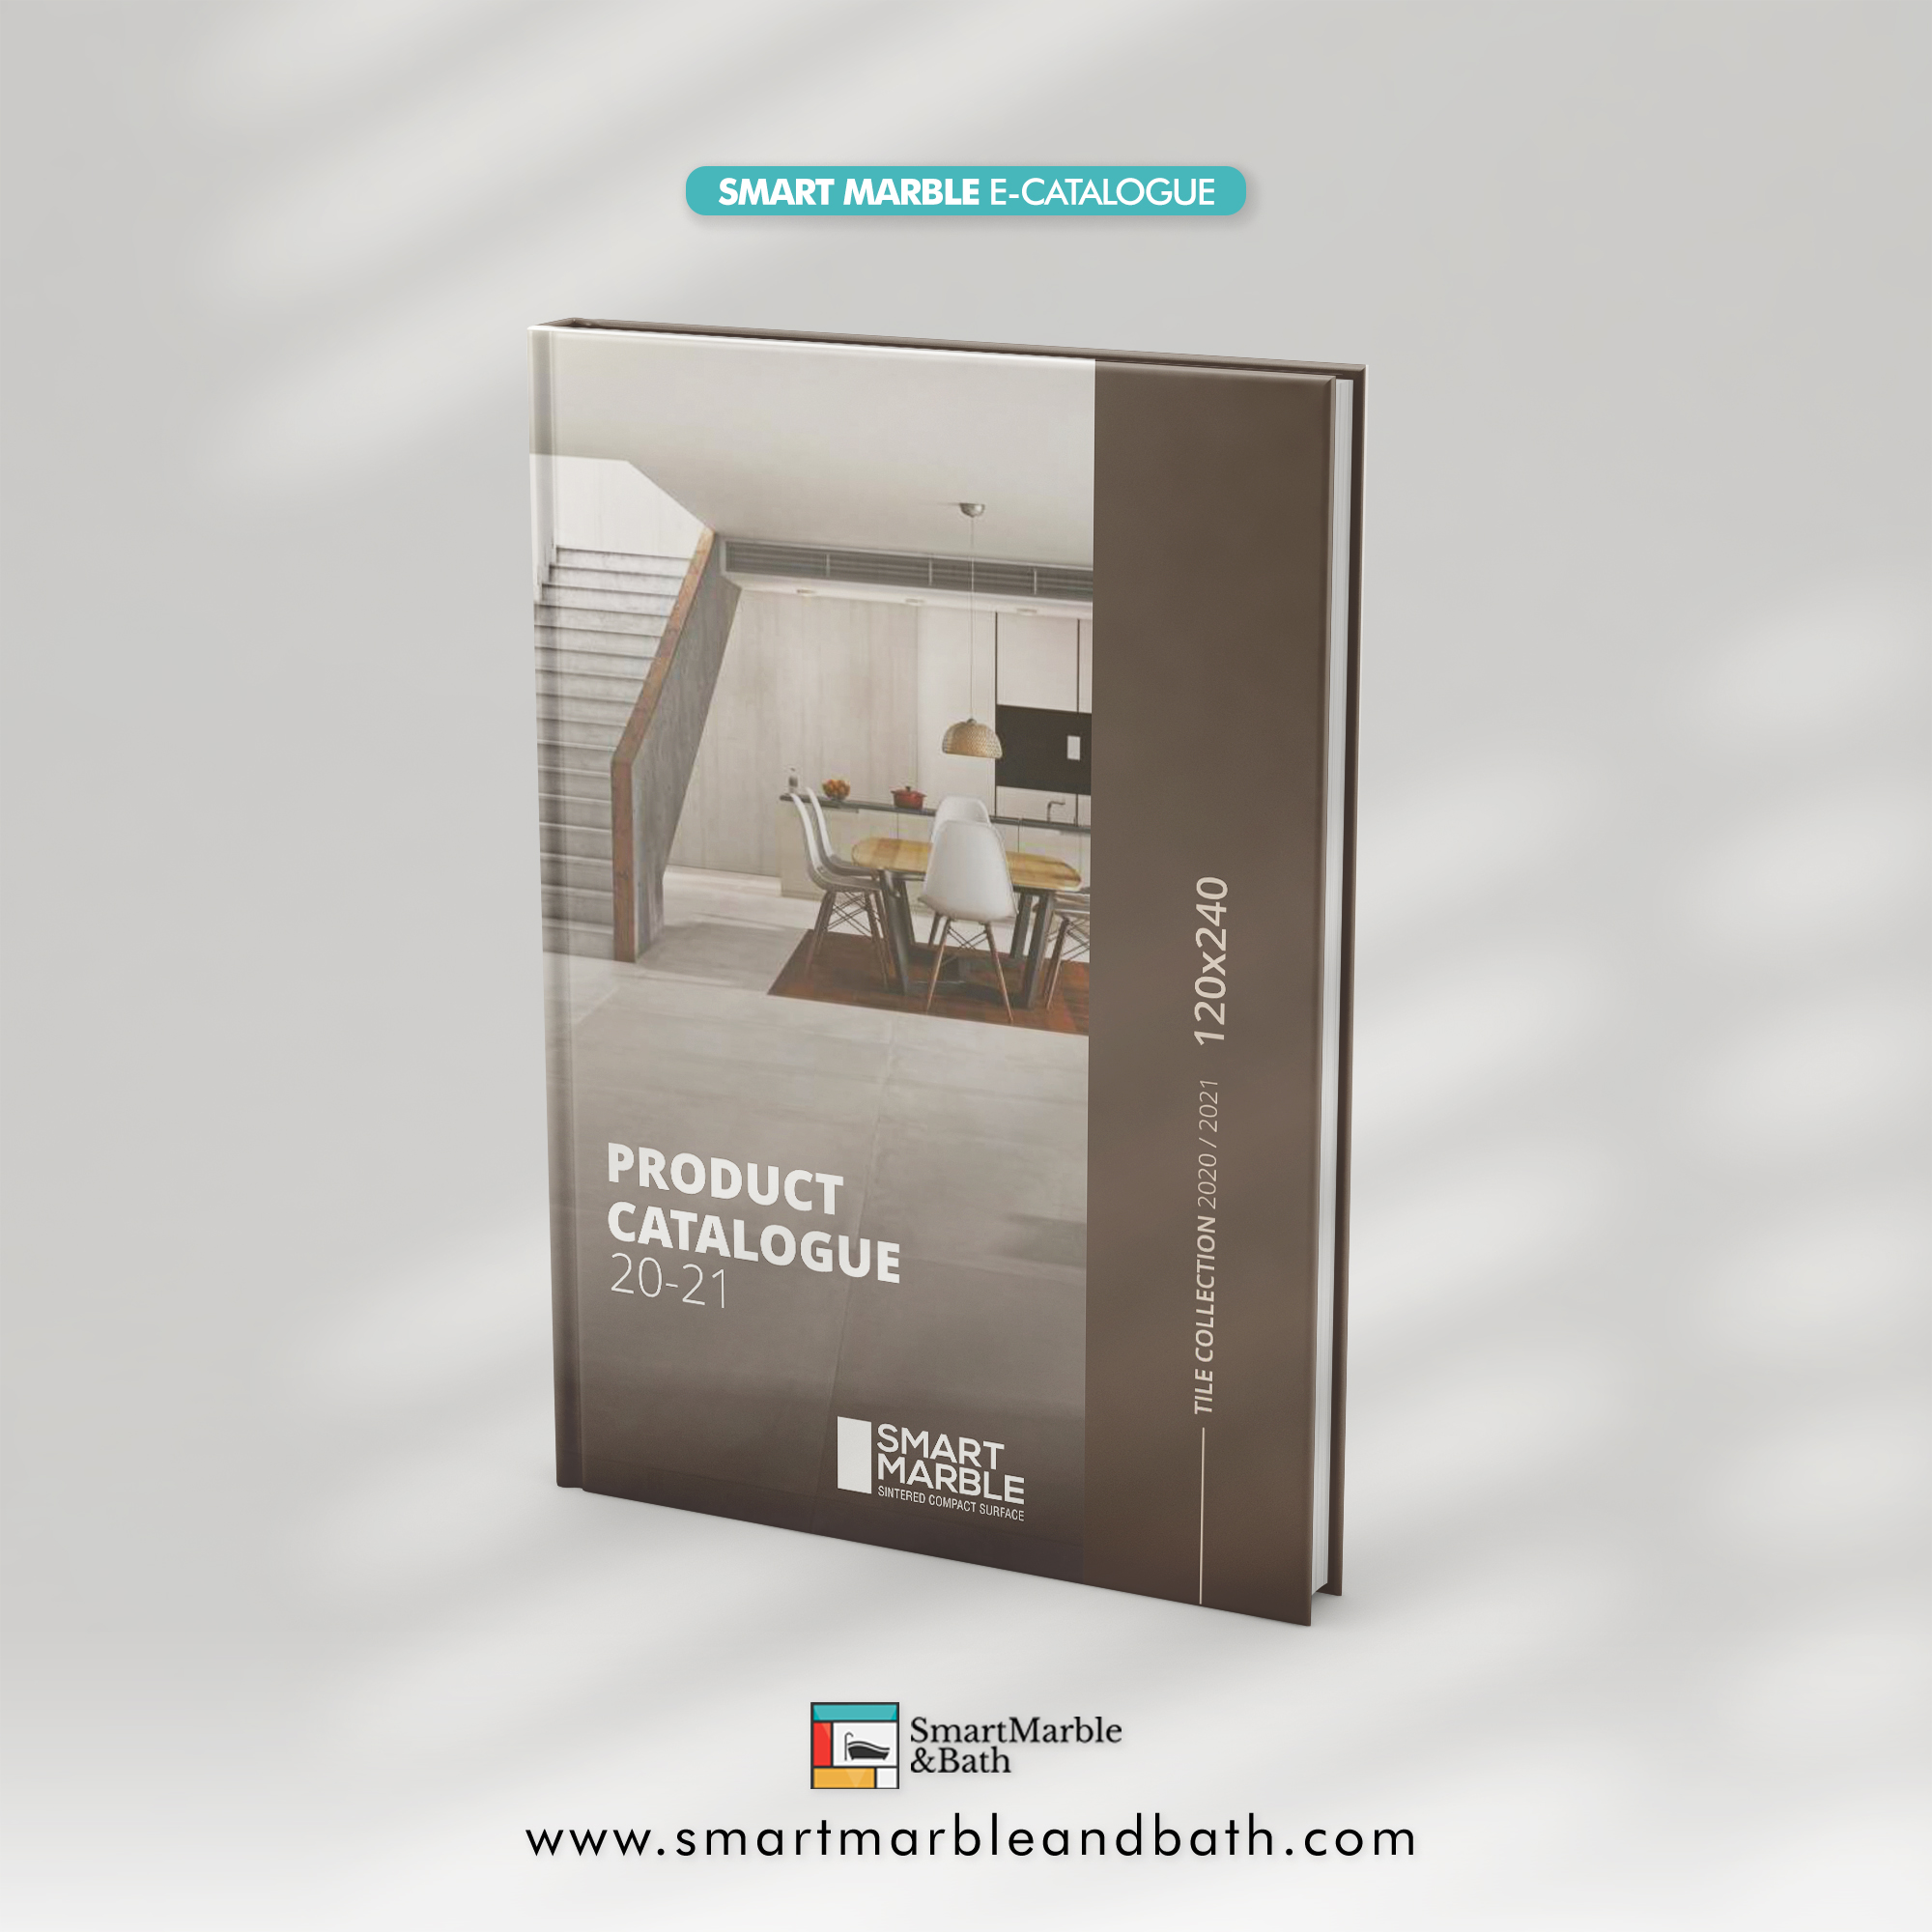 SMART MARBLE E-CATALOGUE
PRODUCT
CATALOGUE
20-21
SMART
MARBLE
SINTERED COMPACT SURFACE
TILE COLLECTION 2020 / 2021 120x240
SmartMarble
&Bath
www.smartmarbleandbath.com